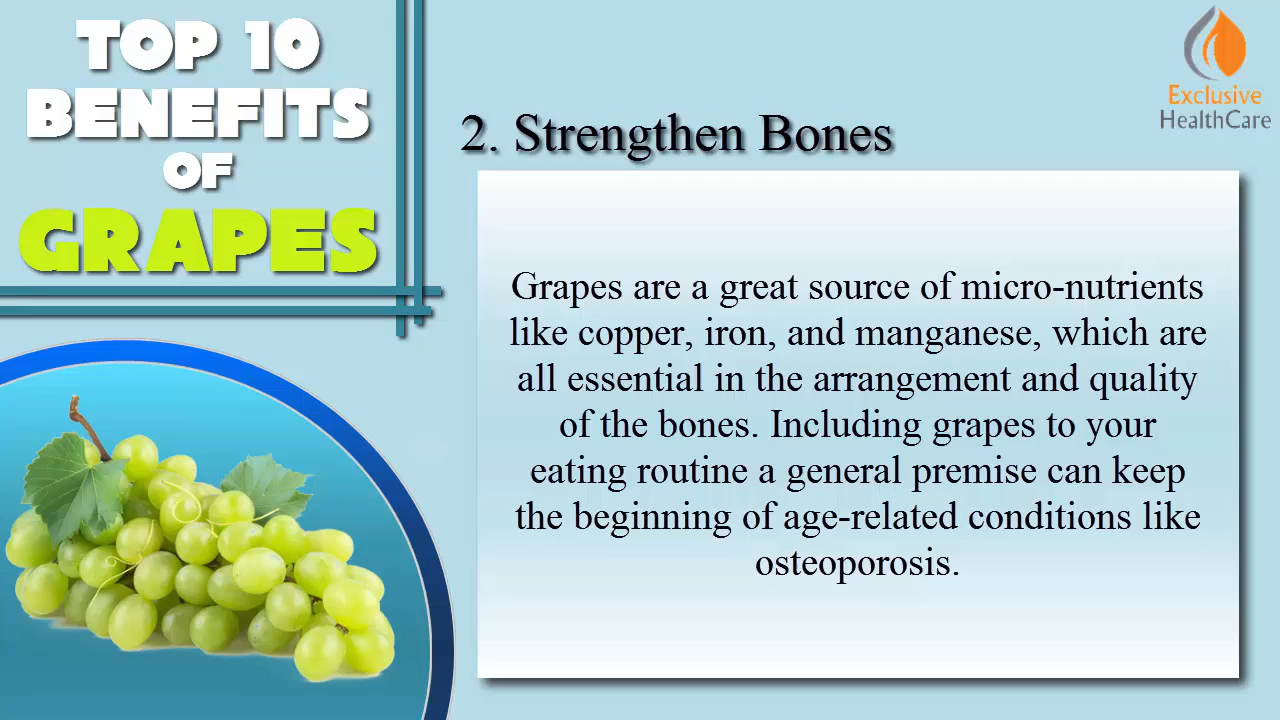 TOP 10
BENEFITS
OF
GRAPES
Exclusive
HealthCare
2. Strengthen Bones
Grapes are a great source of micro-nutrients
like copper, iron, and manganese, which are
all essential in the arrangement and quality
of the bones. Including grapes to your
eating routine a general premise can keep
the beginning of age-related conditions like
osteoporosis.